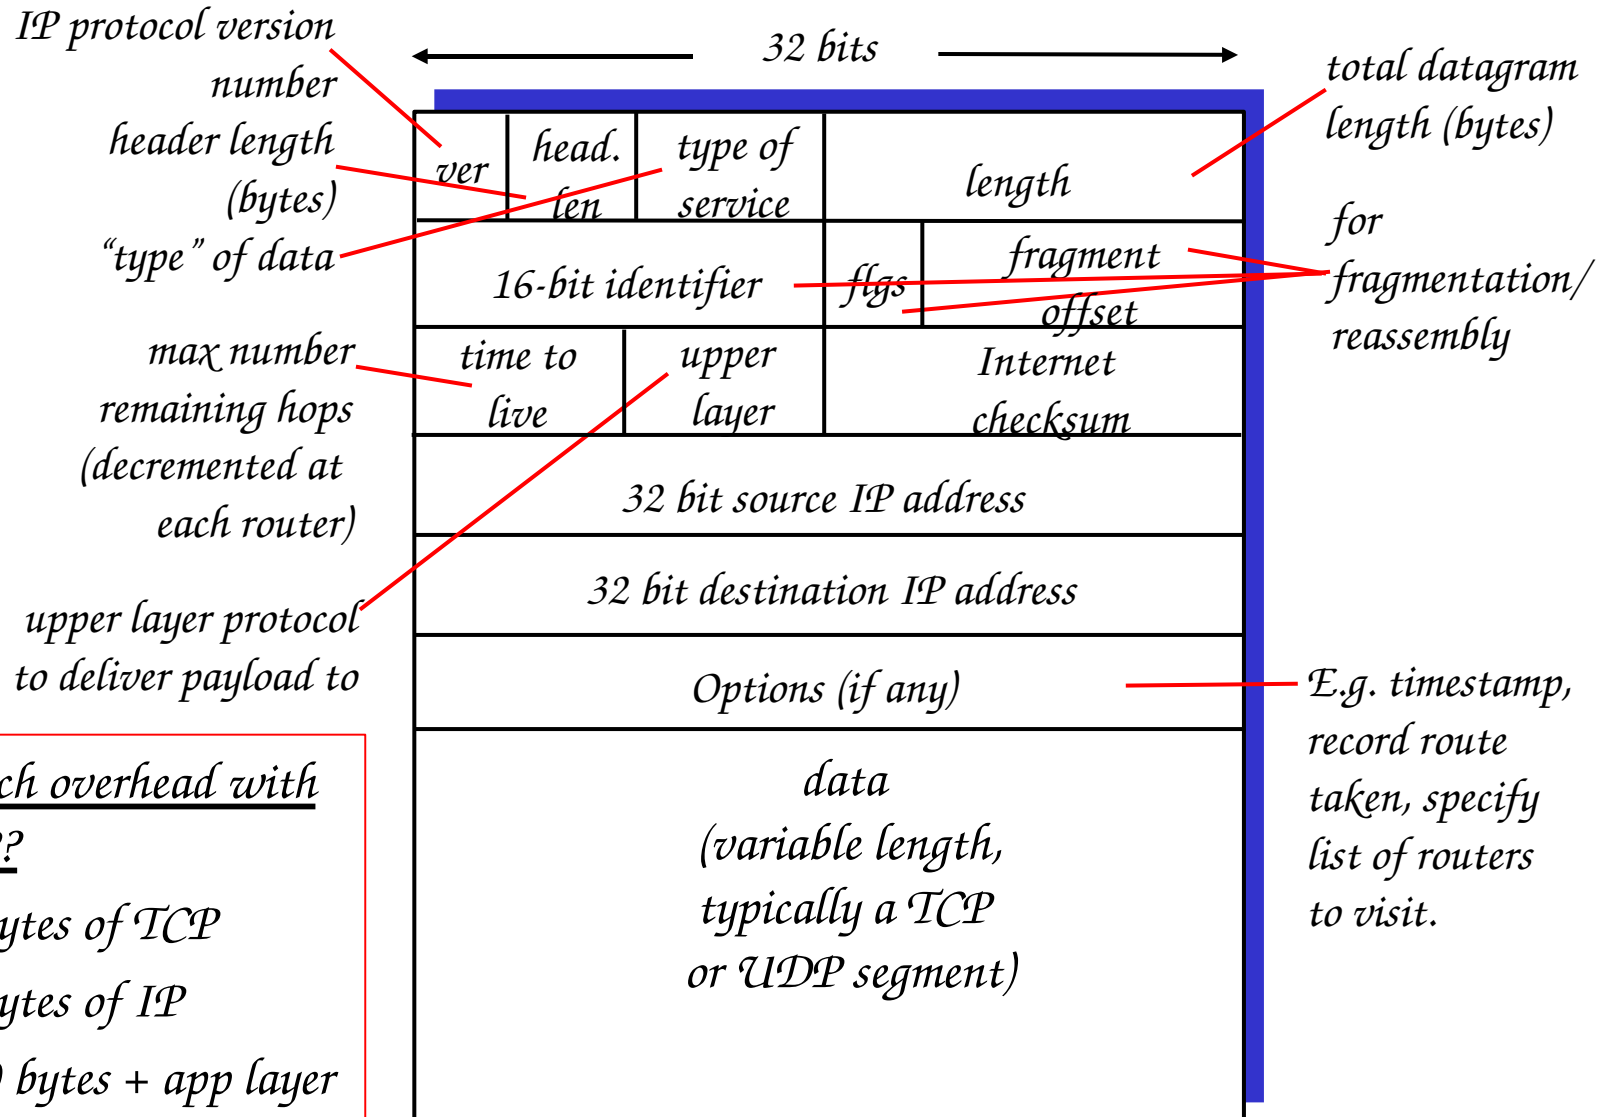 IP protocol version
number
header length
(bytes)
“type” of data
max number
remaining hops
(decremented at
each router)
upper layer protocol
to deliver payload to
overhead with
of TCP
of IP
bytes + app layer
32 bits
ver
head.
len
type of
service
length
16-bit identifier
flgs
fragment
offset
time to
live
upper
layer
Internet
checksum
32 bit source IP address
32 bit destination IP address
Options (if any)
data
(variable length,
typically a TCP
or UDP segment)
total datagram
length (bytes)
for
fragmentation/
reassembly
E.g. timestamp,
record route
taken, specify
list of routers
to visit.